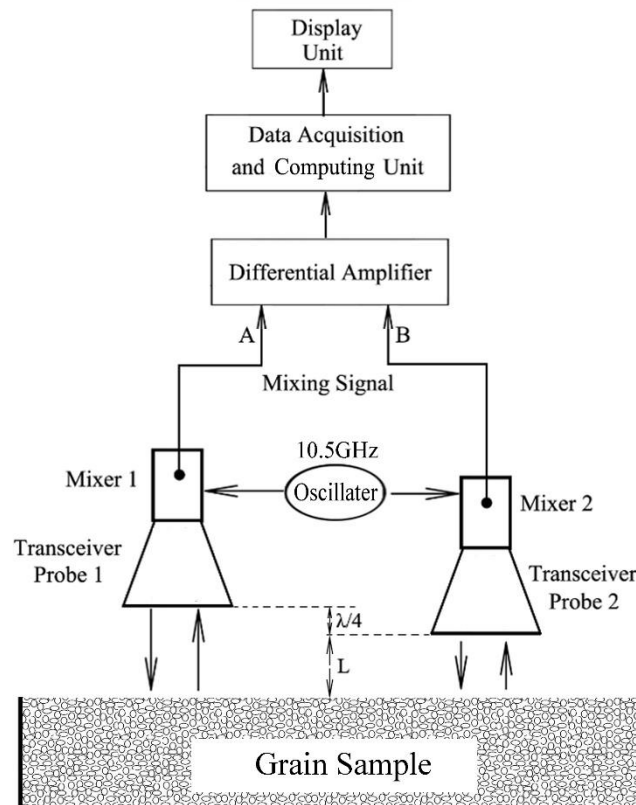 Display
Unit
Data Acquisition
and Computing Unit
Differential Amplifier
A
B
Mixing Signal
10.5GHz
Mixer 1
Oscillater
Mixer 2
Transceiver
Probe 1
Transceiver
Probe 2
λ/4
L
Grain Sample